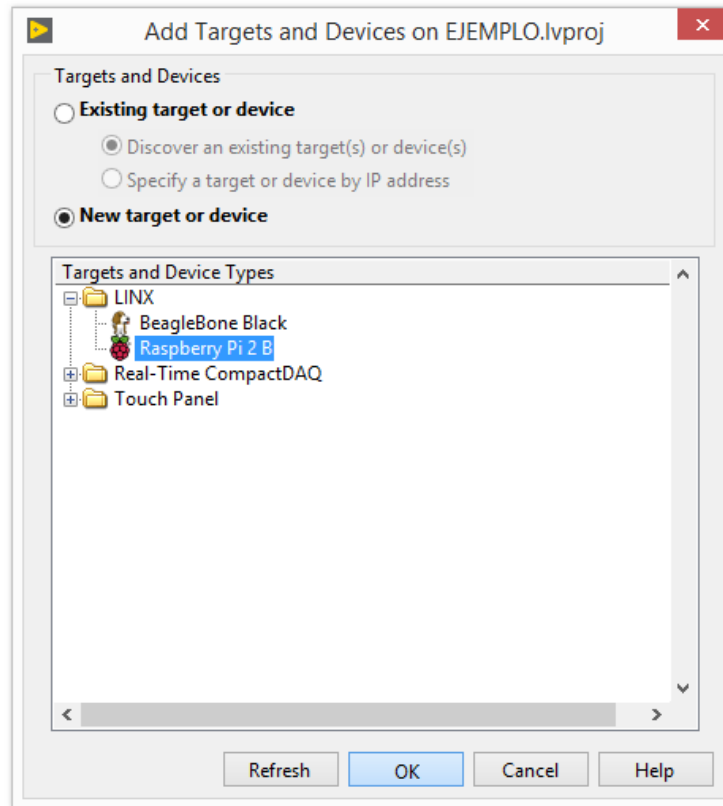 Add Targets and Devices on EJEMPLO.lvproj
Targets and Devices
Existing target or device
Discover an existing target(s) or device(s)
Specify a target or device by IP address
New target or device
Targets and Device Types
LINX
BeagleBone Black
Raspberry Pi 2 B
Real-Time CompactDAQ
Touch Panel
Refresh OK Cancel Help